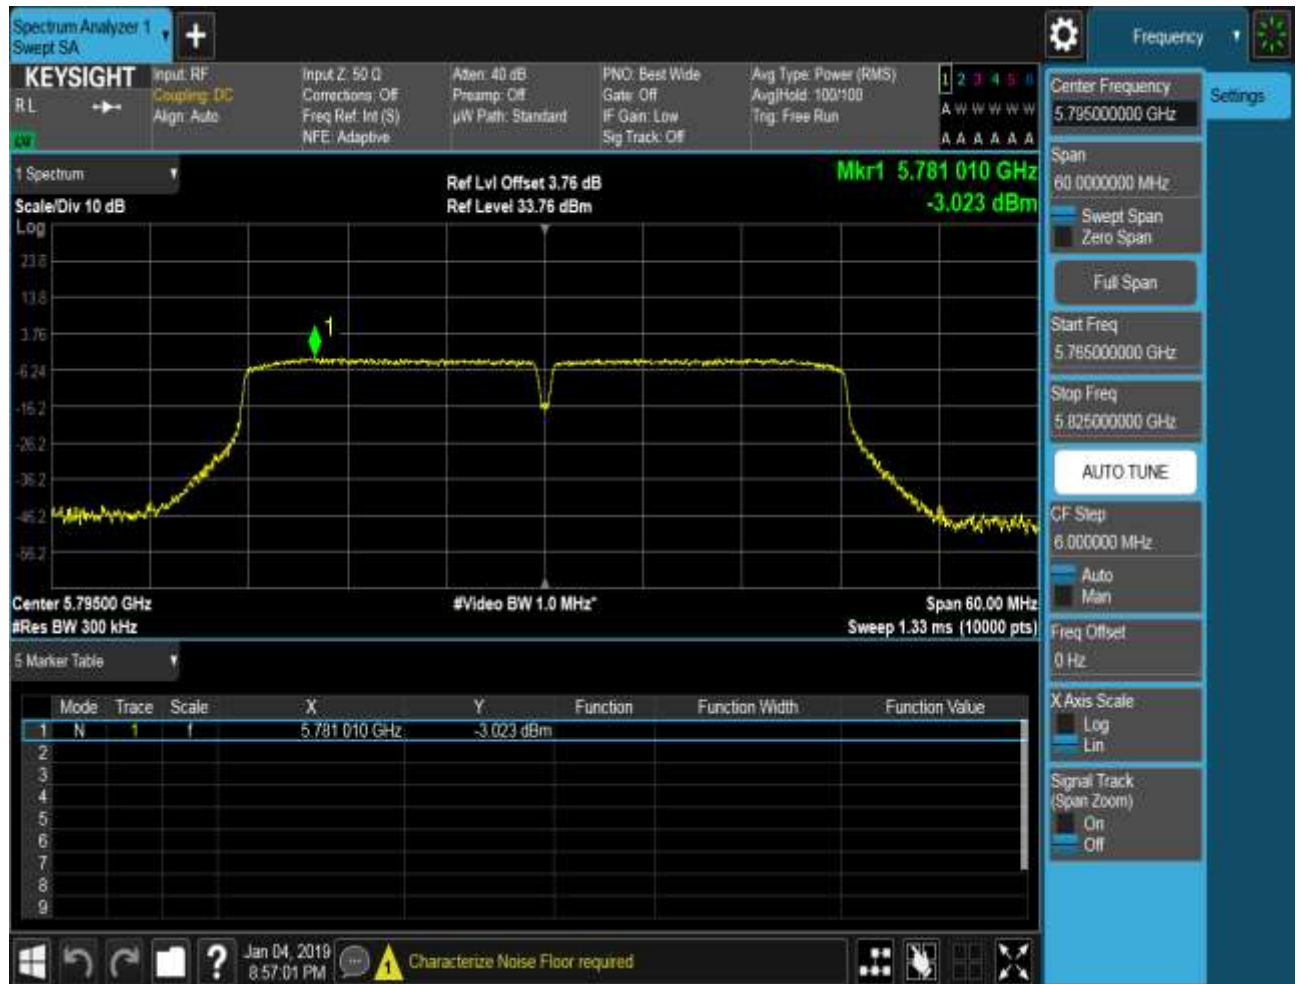 Spectrum Analyzer 1
Swept SA
+
Frequency
KEYSIGHT
RL
Input: RF
Coupling: DC
Align: Auto
Input Z: 50 Ω
Corrections: Off
Freq Ref: Int (S)
NFE: Adaptive
Atten: 40 dB
Preamp: Off
µW Path: Standard
PNO: Best Wide
Gate: Off
IF Gain: Low
Sig Track: Off
Avg Type: Power (RMS)
Avg|Hold: 100/100
Trig: Free Run
1 2 3 4 5 6
A W W W W W
A A A A A A
1 Spectrum
Scale/Div 10 dB
Log
Ref Lvl Offset 3.76 dB
Ref Level 33.76 dBm
Mkr1 5.781 010 GHz
-3.023 dBm
23.8
13.8
3.76
-6.24
-16.2
-26.2
-36.2
-46.2
-56.2
1
Center 5.79500 GHz
#Res BW 300 kHz
#Video BW 1.0 MHz*
Span 60.00 MHz
Sweep 1.33 ms (10000 pts)
5 Marker Table
Mode Trace Scale X Y Function Function Width Function Value
1 N 1 f 5.781 010 GHz -3.023 dBm
2
3
4
5
6
7
8
9
Jan 04, 2019
8:57:01 PM
Characterize Noise Floor required
Settings
Center Frequency
5.795000000 GHz
Span
60.0000000 MHz
Swept Span
Zero Span
Full Span
Start Freq
5.765000000 GHz
Stop Freq
5.825000000 GHz
AUTO TUNE
CF Step
6.000000 MHz
Auto
Man
Freq Offset
0 Hz
X Axis Scale
Log
Lin
Signal Track
(Span Zoom)
On
Off